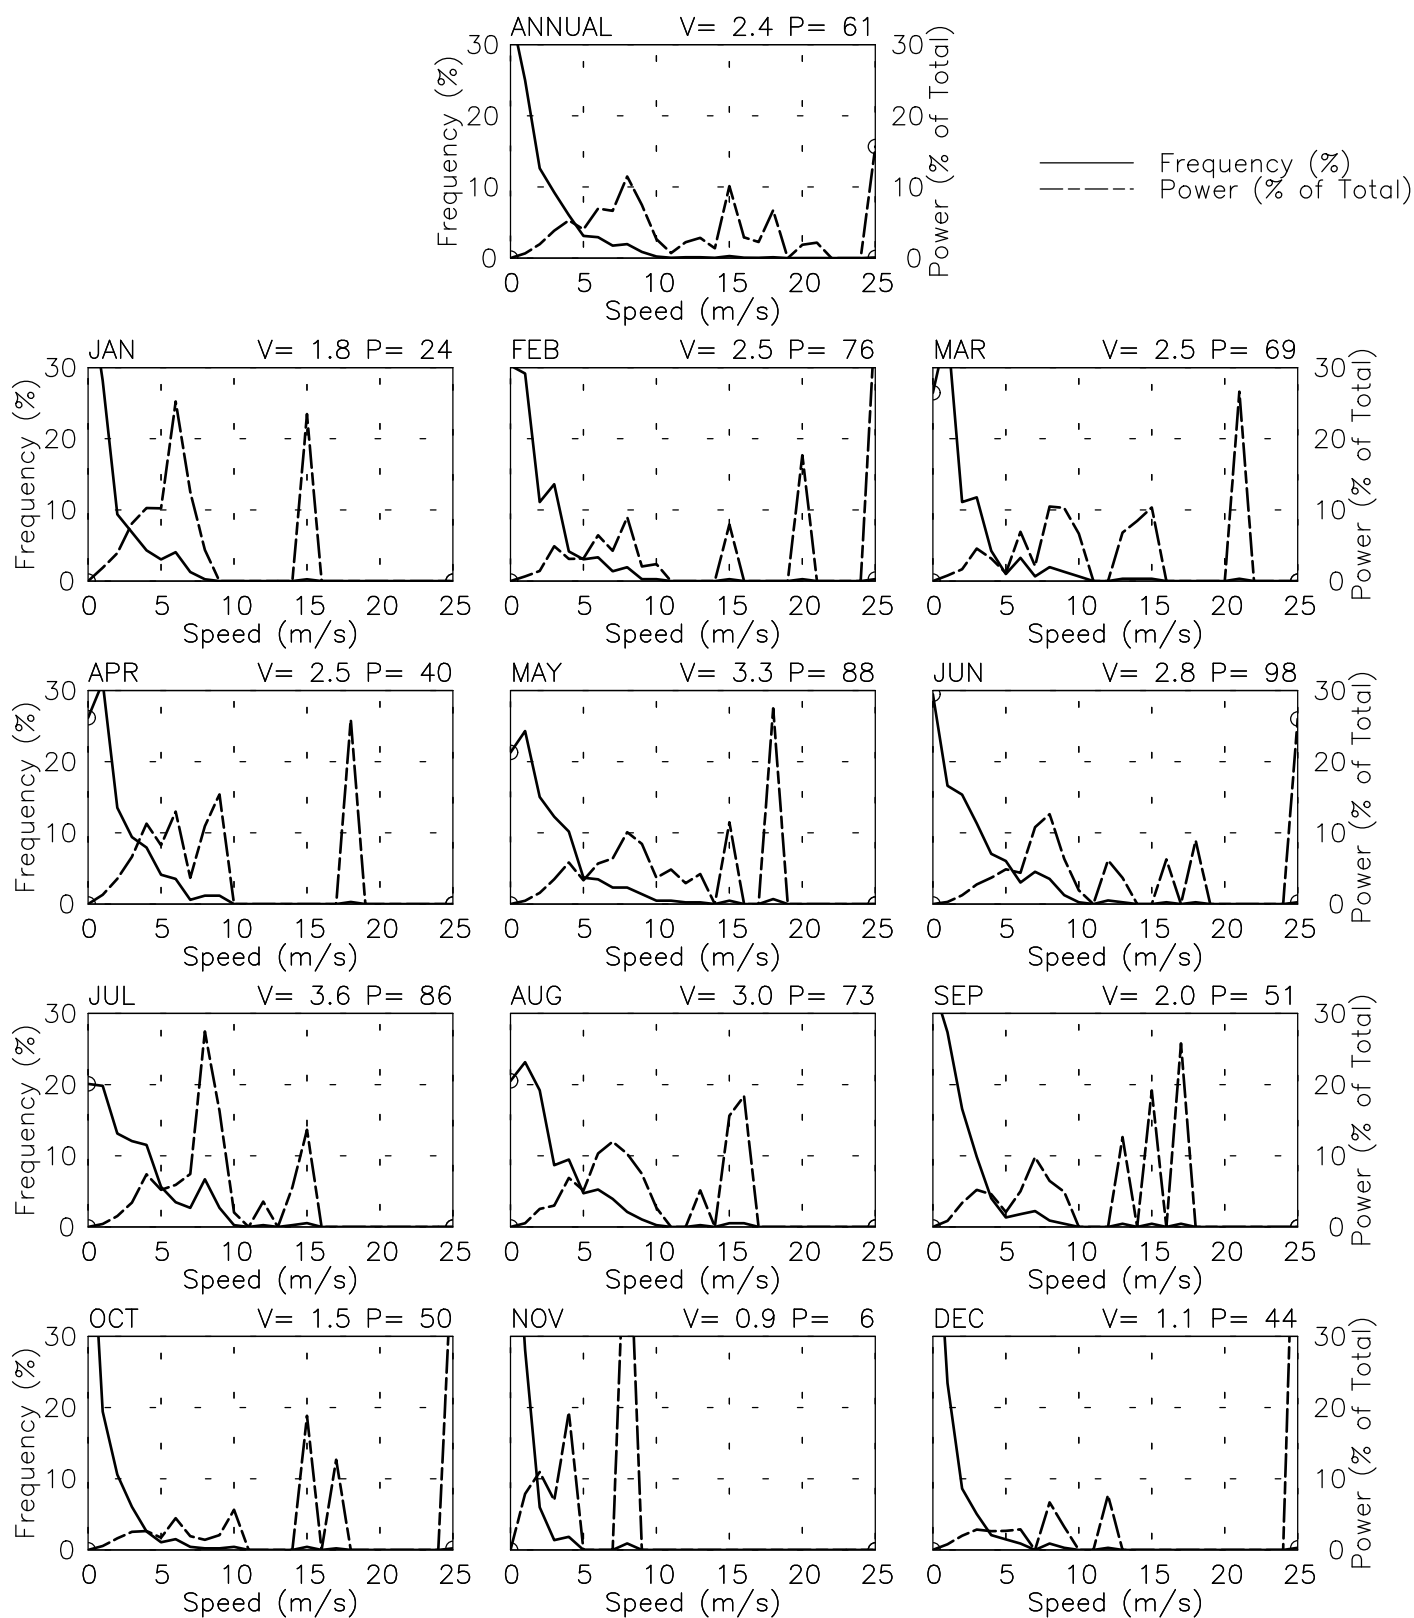 ANNUAL V= 2.4 P= 61
30 30
20 20
10 10
0 0
Frequency (%)
Power (% of Total)
0 5 10 15 20 25
Speed (m/s)
Frequency (%)
Power (% of Total)
JAN V= 1.8 P= 24
FEB V= 2.5 P= 76
MAR V= 2.5 P= 69
30 30
20 20
10 10
0 0
Frequency (%)
Power (% of Total)
0 5 10 15 20 25
0 5 10 15 20 25
0 5 10 15 20 25
Speed (m/s)
Speed (m/s)
Speed (m/s)
APR V= 2.5 P= 40
MAY V= 3.3 P= 88
JUN V= 2.8 P= 98
30 30
20 20
10 10
0 0
Frequency (%)
Power (% of Total)
0 5 10 15 20 25
0 5 10 15 20 25
0 5 10 15 20 25
Speed (m/s)
Speed (m/s)
Speed (m/s)
JUL V= 3.6 P= 86
AUG V= 3.0 P= 73
SEP V= 2.0 P= 51
30 30
20 20
10 10
0 0
Frequency (%)
Power (% of Total)
0 5 10 15 20 25
0 5 10 15 20 25
0 5 10 15 20 25
Speed (m/s)
Speed (m/s)
Speed (m/s)
OCT V= 1.5 P= 50
NOV V= 0.9 P= 6
DEC V= 1.1 P= 44
30 30
20 20
10 10
0 0
Frequency (%)
Power (% of Total)
0 5 10 15 20 25
0 5 10 15 20 25
0 5 10 15 20 25
Speed (m/s)
Speed (m/s)
Speed (m/s)